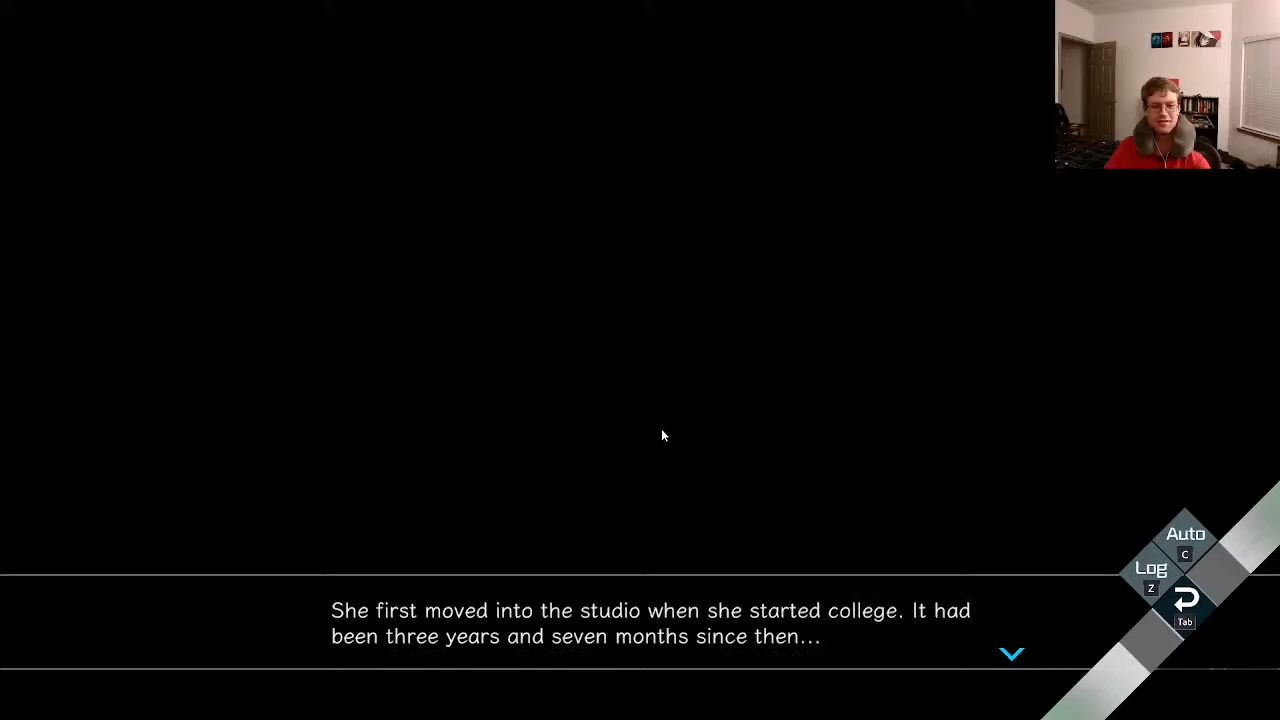 Auto
C
Log
Z
Tab
She first moved into the studio when she started college. It had
been three years and seven months since then...